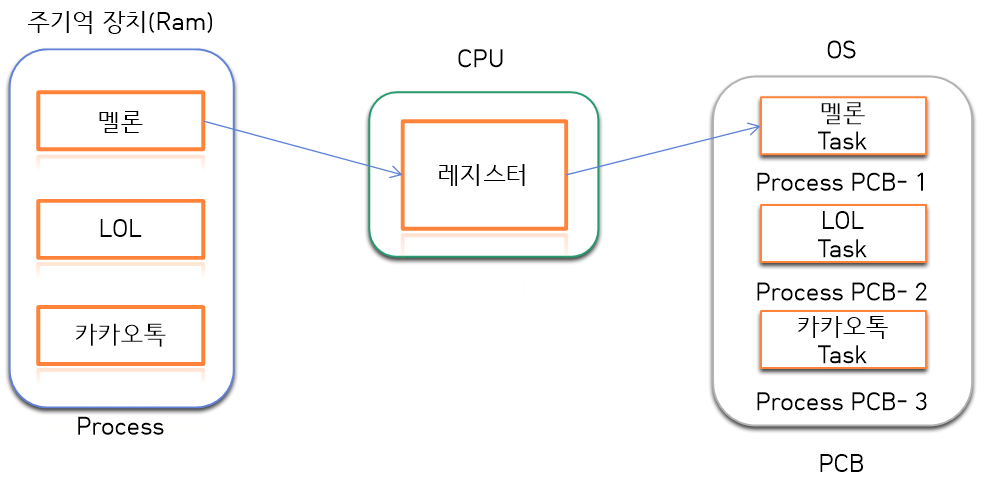 주기억 장치(Ram)
멜론
LOL
카카오톡
Process
CPU
레지스터
OS
멜론
Task
Process PCB- 1
LOL
Task
Process PCB- 2
카카오톡
Task
Process PCB- 3
PCB